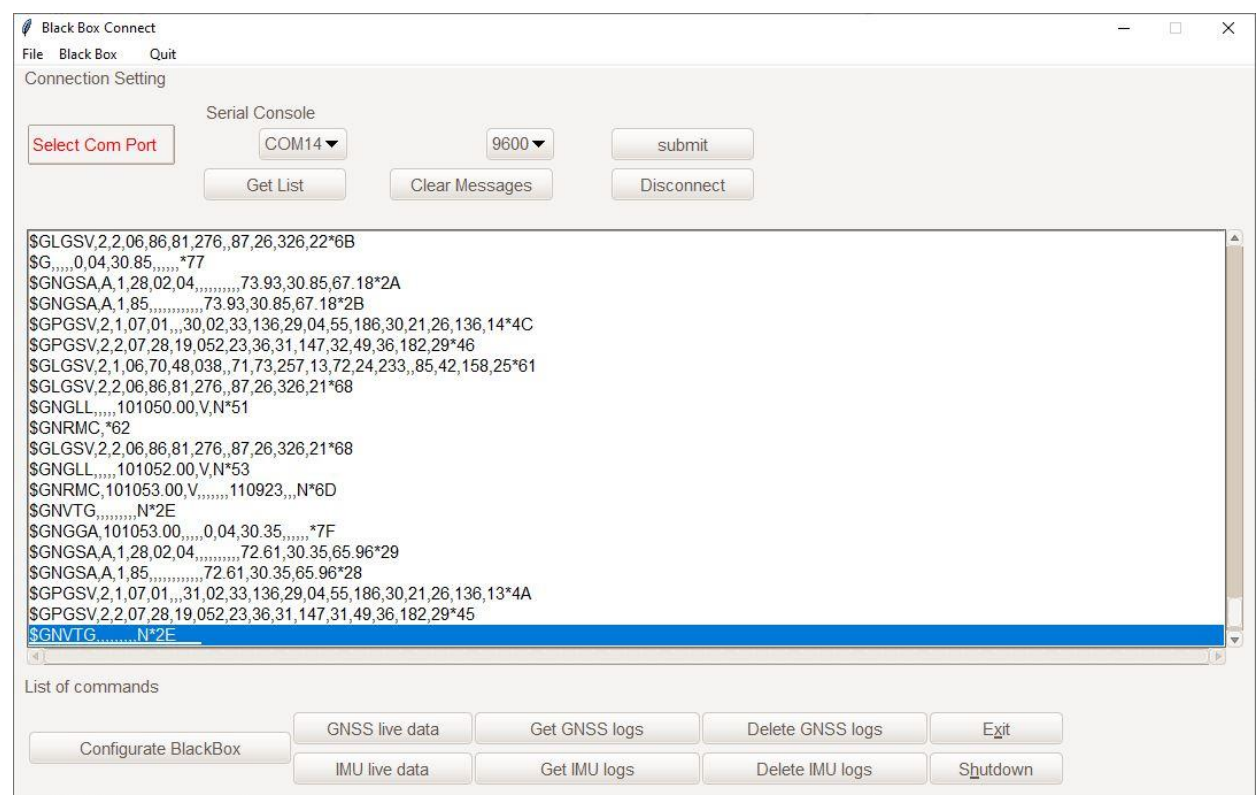 Black Box Connect
File Black Box Quit
Connection Setting
Serial Console
Select Com Port COM14 9600 submit
Get List Clear Messages Disconnect
$GLGSV,2,2,06,86,81,276,,87,26,326,22*6B
$G,,,,,0,04,30.85,,,,,,*77
$GNGSA,A,1,28,02,04,,,,,,,,,,73.93,30.85,67.18*2A
$GNGSA,A,1,85,,,,,,,,,,,,73.93,30.85,67.18*2B
$GPGSV,2,1,07,01,,,30,02,33,136,29,04,55,186,30,21,26,136,14*4C
$GPGSV,2,2,07,28,19,052,23,36,31,147,32,49,36,182,29*46
$GLGSV,2,1,06,70,48,038,,71,73,257,13,72,24,233,,85,42,158,25*61
$GLGSV,2,2,06,86,81,276,,87,26,326,21*68
$GNGLL,,,,,101050.00,V,N*51
$GNRMC,*62
$GLGSV,2,2,06,86,81,276,,87,26,326,21*68
$GNGLL,,,,,101052.00,V,N*53
$GNRMC,101053.00,V,,,,,,,110923,,,N*6D
$GNVTG,,,,,,,,,N*2E
$GNGGA,101053.00,,,,,0,04,30.35,,,,,,*7F
$GNGSA,A,1,28,02,04,,,,,,,,,,72.61,30.35,65.96*29
$GNGSA,A,1,85,,,,,,,,,,,,72.61,30.35,65.96*28
$GPGSV,2,1,07,01,,,31,02,33,136,29,04,55,186,30,21,26,136,13*4A
$GPGSV,2,2,07,28,19,052,23,36,31,147,31,49,36,182,29*45
$GNVTG,,,,,,,,,N*2E
List of commands
Configurate BlackBox
GNSS live data Get GNSS logs Delete GNSS logs Exit
IMU live data Get IMU logs Delete IMU logs Shutdown